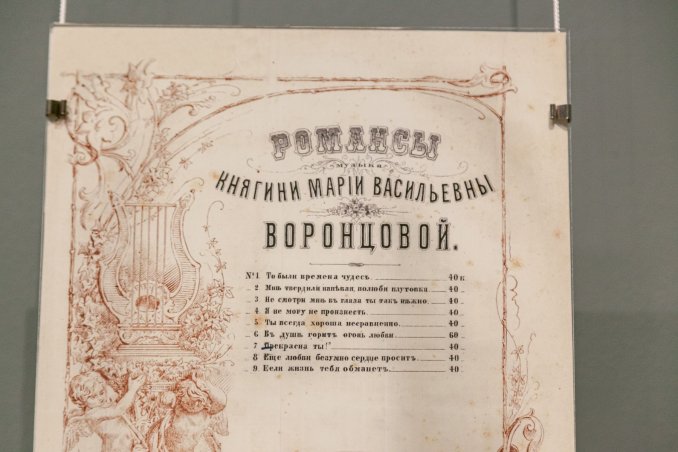 РОМАНСЫ
МУЗЫКА
КНЯГИНИ МАРІИ ВАСИЛЬЕВНЫ
ВОРОНЦОВОЙ.
№1 То были времена чудесъ 40 к
2 Мнѣ твердили напѣвая, полюби плутовка 40
3 Не смотри мнѣ въ глаза ты такъ нѣжно 40
4 Я не могу не произнесть 40
5 Ты всегда хороша несравненно 40
6 Въ душѣ горитъ огонь любви 60
7 Прекрасна ты! 40
8 Еще любви безумно сердце проситъ 40
9 Если жизнь тебя обманетъ 40